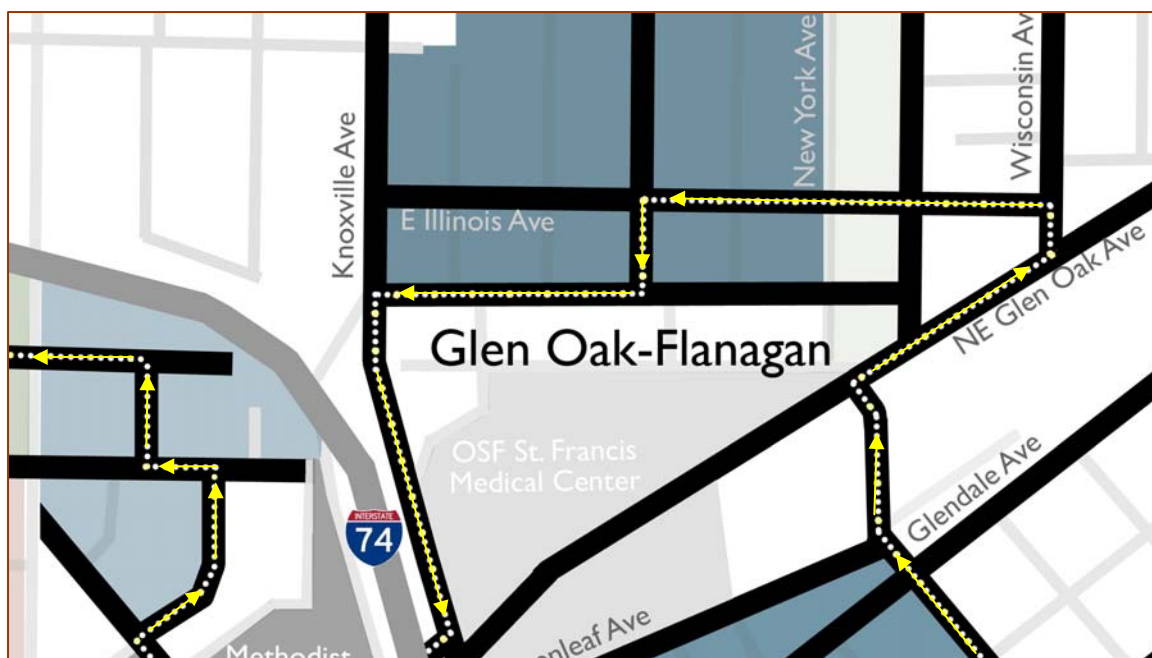 New York Ave
Wisconsin Av
Knoxville Ave
E Illinois Ave
NE Glen Oak Ave
Glen Oak-Flanagan
OSF St. Francis
Medical Center
Glendale Ave
INTERSTATE
74
enleaf Ave
Methodist